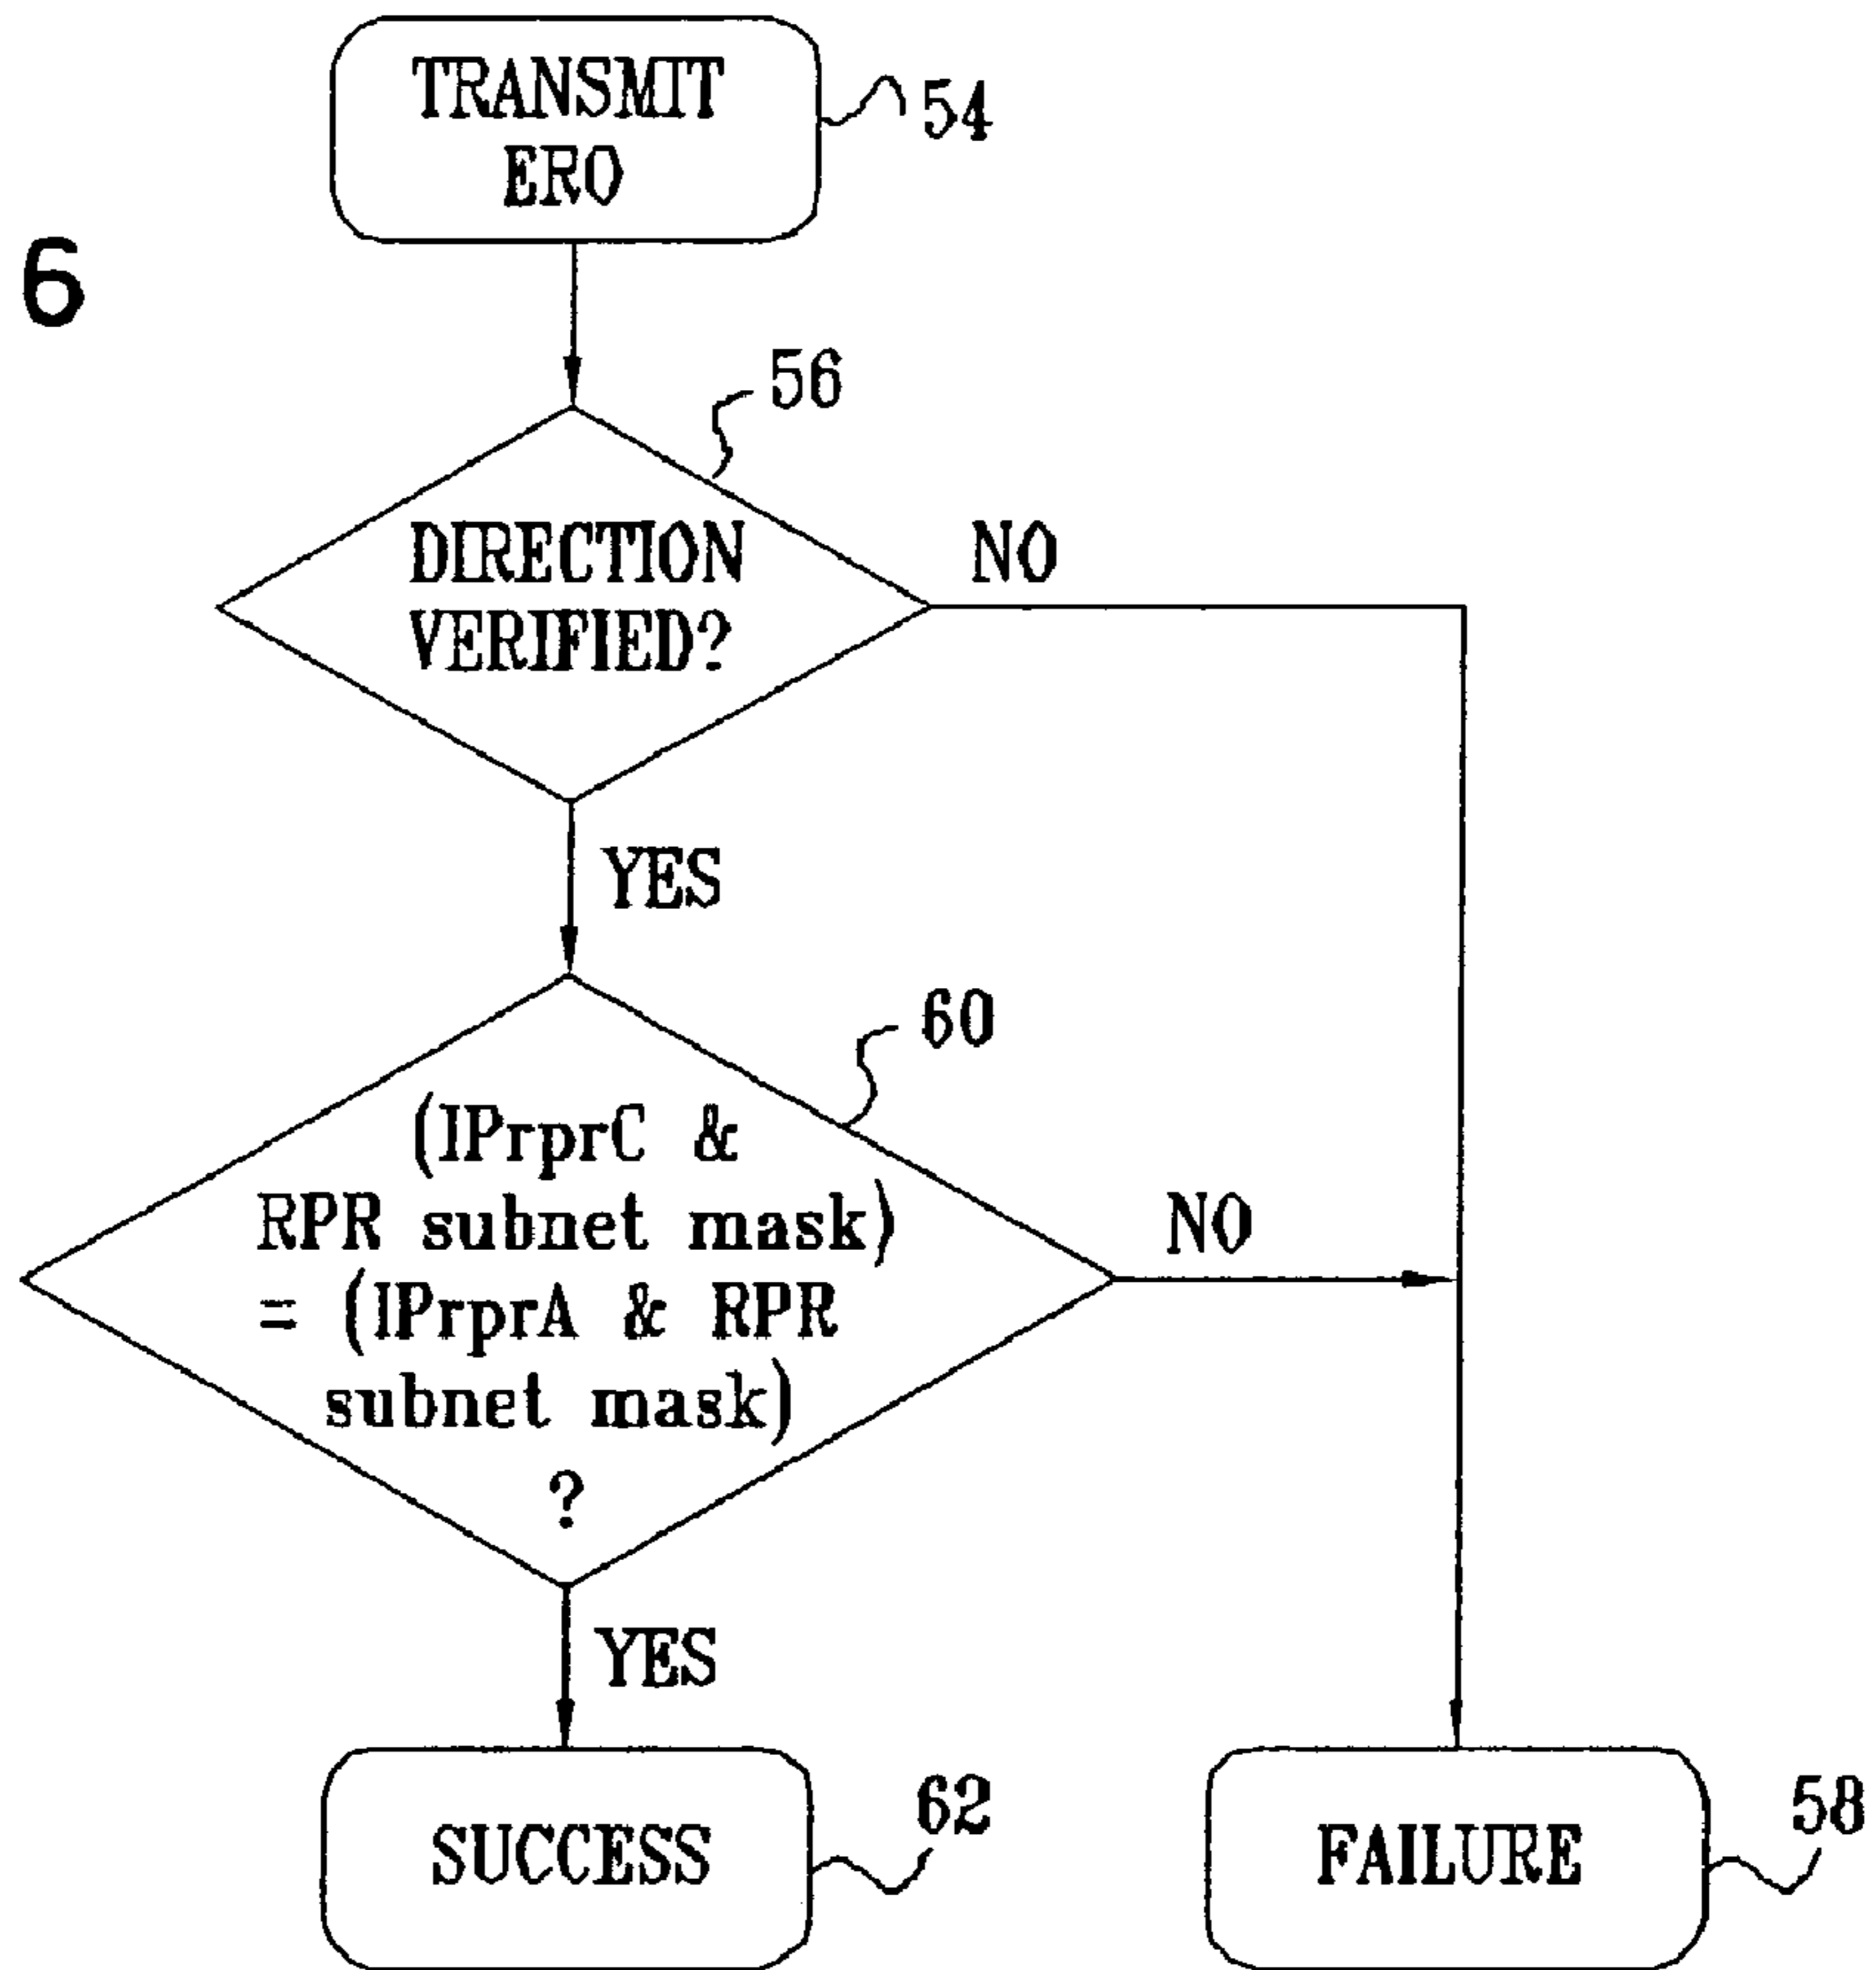 TRANSMIT
ERO
54
6
56
DIRECTION
VERIFIED?
NO
YES
60
(IPrprC &
RPR subnet mask)
= (IPrprA & RPR
subnet mask)
?
NO
YES
SUCCESS
62
FAILURE
58